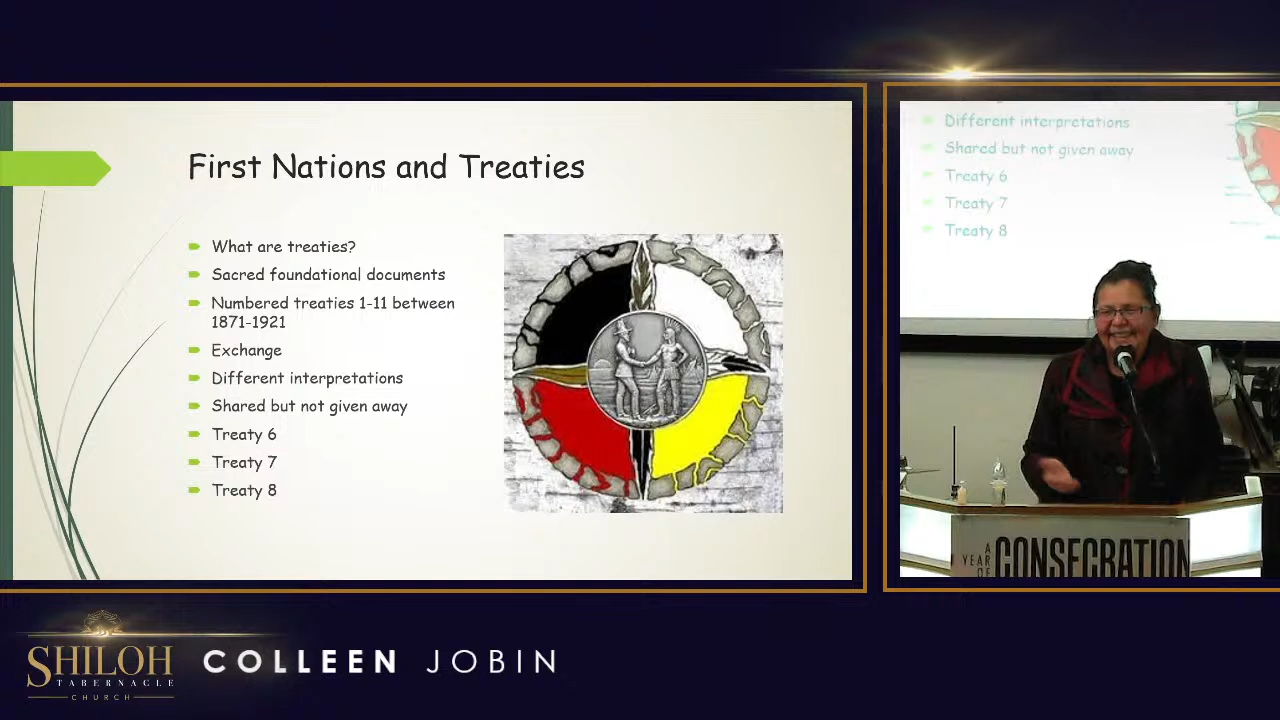 First Nations and Treaties
What are treaties?
Sacred foundational documents
Numbered treaties 1-11 between
1871-1921
Exchange
Different interpretations
Shared but not given away
Treaty 6
Treaty 7
Treaty 8
Different interpretations
Shared but not given away
Treaty 6
Treaty 7
Treaty 8
A
YEAR CONSECRATION
OF
SHILOH
TABERNACLE
CHURCH
COLLEEN JOBIN